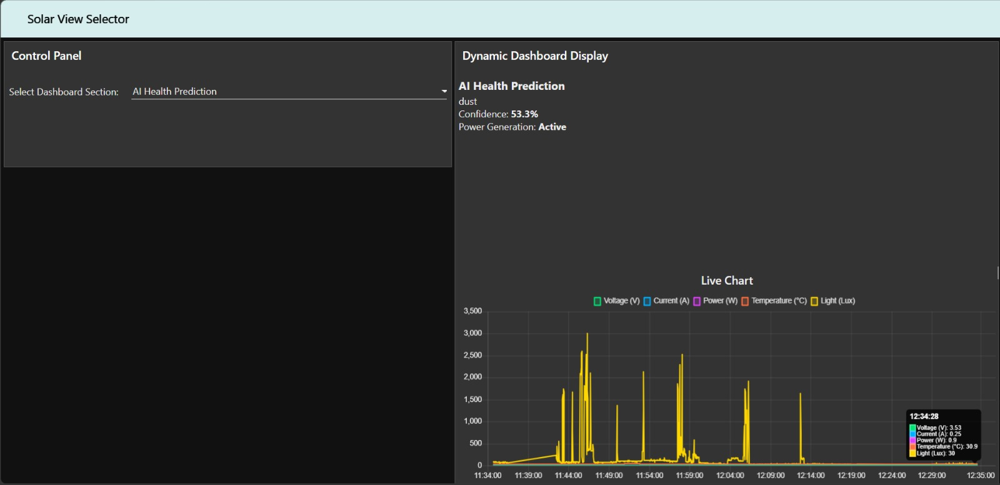 Solar View Selector
Control Panel
Select Dashboard Section: AI Health Prediction
Dynamic Dashboard Display
AI Health Prediction
dust
Confidence: 53.3%
Power Generation: Active
Live Chart
Voltage (V) Current (A) Power (W) Temperature (°C) Light (Lux)
3,500
3,000
2,500
2,000
1,500
1,000
500
0
12:34:28
Voltage (V): 3.53
Current (A): 0.25
Power (W): 0.9
Temperature (°C): 30.9
Light (Lux): 30
11:34:00 11:39:00 11:44:00 11:49:00 11:54:00 11:59:00 12:04:00 12:09:00 12:14:00 12:19:00 12:24:00 12:29:00 12:35:00